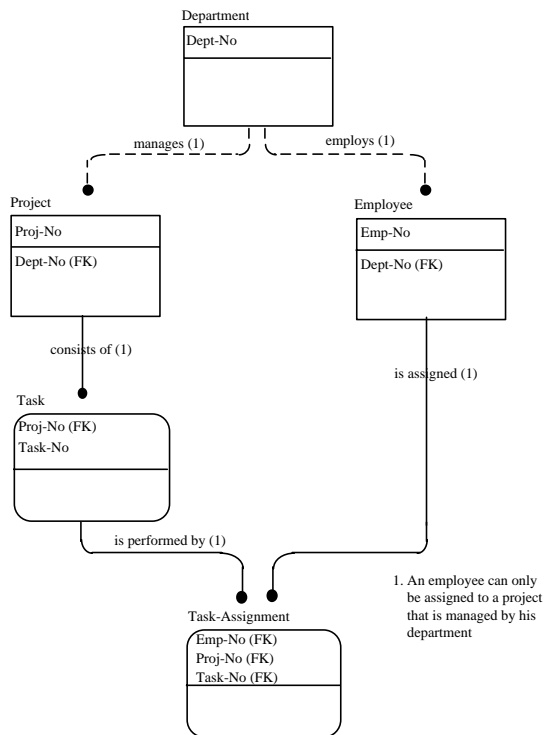 Department
Dept-No
manages (1)
employs (1)
Project
Proj-No
Dept-No (FK)
Employee
Emp-No
Dept-No (FK)
consists of (1)
is assigned (1)
Task
Proj-No (FK)
Task-No
is performed by (1)
1. An employee can only
be assigned to a project
that is managed by his
department
Task-Assignment
Emp-No (FK)
Proj-No (FK)
Task-No (FK)